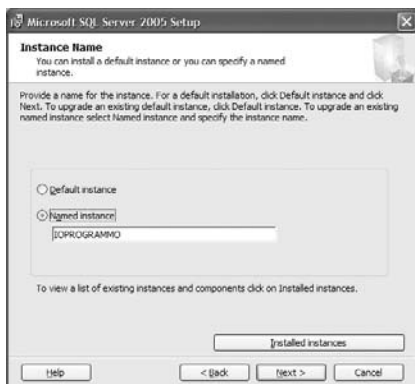 Microsoft SQL Server 2005 Setup
Instance Name
You can install a default instance or you can specify a named
instance.
Provide a name for the instance. For a default installation, click Default instance and click
Next. To upgrade an existing default instance, click Default instance. To upgrade an existing
named instance select Named instance and specify the instance name.
Default instance
Named instance
IOPROGRAMMO
To view a list of existing instances and components click on Installed instances.
Installed instances
Help
< Back
Next >
Cancel